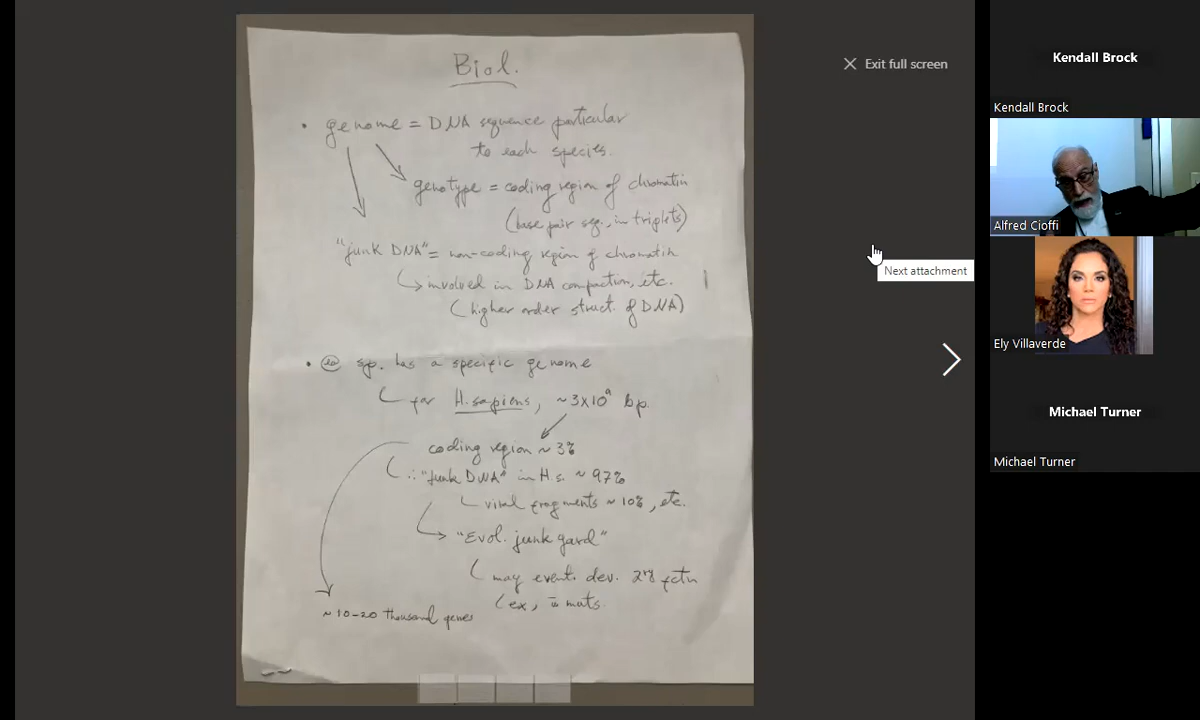 Biol.
• genome = DNA sequence particular
to each species.
genotype = coding region of chromatin
(base pair seq., in triplets)
"junk DNA" = non-coding region of chromatin
involved in DNA compaction, etc.
(higher order struct. of DNA)
• ea sp. has a specific genome
for H. sapiens, ~ 3x10⁹ bp.
coding region ~ 3%
∴ "junk DNA" in H.s. ~ 97%
viral fragments ~ 10%, etc.
"Evol. junk yard"
may event. dev. 2ry fctn
(ex, muts.
~ 10-20 thousand genes
Exit full screen
Next attachment
Kendall Brock
Kendall Brock
Alfred Cioffi
Ely Villaverde
Michael Turner
Michael Turner